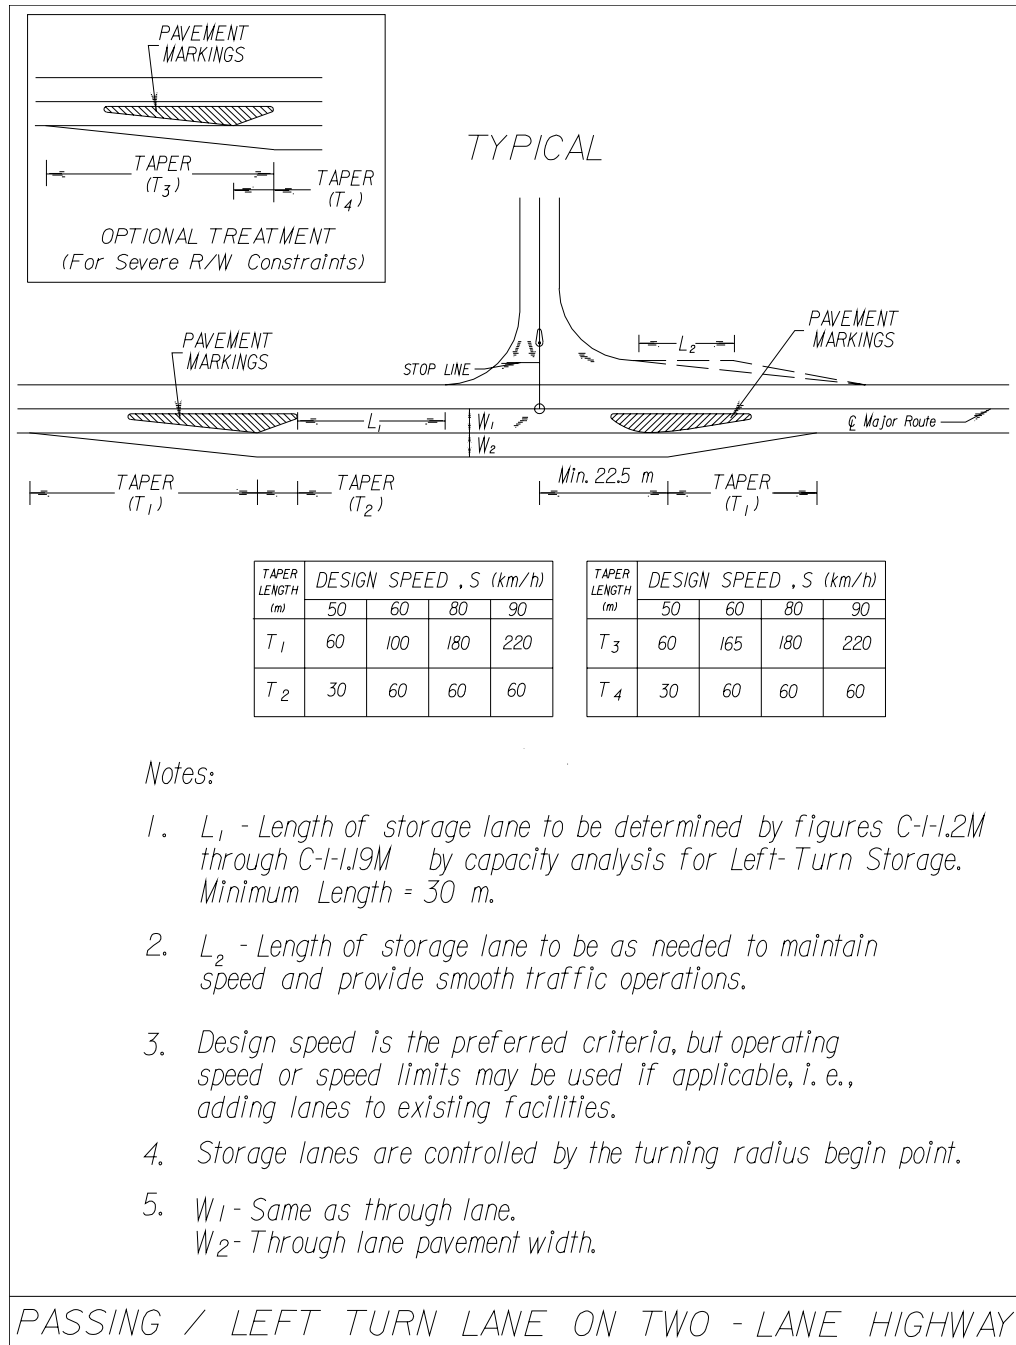 PAVEMENT
MARKINGS
TAPER
(T3)
TAPER
(T4)
OPTIONAL TREATMENT
(For Severe R/W Constraints)
TYPICAL
PAVEMENT
MARKINGS
STOP LINE
L2
PAVEMENT
MARKINGS
L1
W1
W2
℄ Major Route
TAPER
(T1)
TAPER
(T2)
Min. 22.5 m
TAPER
(T1)
TAPER
LENGTH
(m)
DESIGN SPEED , S (km/h)
50 60 80 90
T1 60 100 180 220
T2 30 60 60 60
TAPER
LENGTH
(m)
DESIGN SPEED , S (km/h)
50 60 80 90
T3 60 165 180 220
T4 30 60 60 60
Notes:
1. L1 - Length of storage lane to be determined by figures C-1-1.2M
through C-1-1.19M by capacity analysis for Left-Turn Storage.
Minimum Length = 30 m.
2. L2 - Length of storage lane to be as needed to maintain
speed and provide smooth traffic operations.
3. Design speed is the preferred criteria, but operating
speed or speed limits may be used if applicable, i. e.,
adding lanes to existing facilities.
4. Storage lanes are controlled by the turning radius begin point.
5. W1 - Same as through lane.
W2 - Through lane pavement width.
PASSING / LEFT TURN LANE ON TWO - LANE HIGHWAY